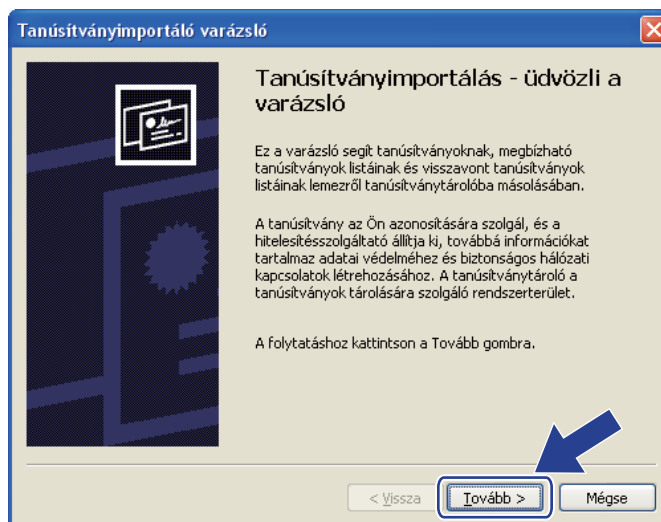 Tanúsítványimportáló varázsló
Tanúsítványimportálás - üdvözli a
varázsló
Ez a varázsló segít tanúsítványoknak, megbízható
tanúsítványok listáinak és visszavont tanúsítványok
listáinak lemezről tanúsítványtárolóba másolásában.
A tanúsítvány az Ön azonosítására szolgál, és a
hitelesítésszolgáltató állítja ki, továbbá információkat
tartalmaz adatai védelméhez és biztonságos hálózati
kapcsolatok létrehozásához. A tanúsítványtároló a
tanúsítványok tárolására szolgáló rendszerterület.
A folytatáshoz kattintson a Tovább gombra.
< Vissza Tovább > Mégse